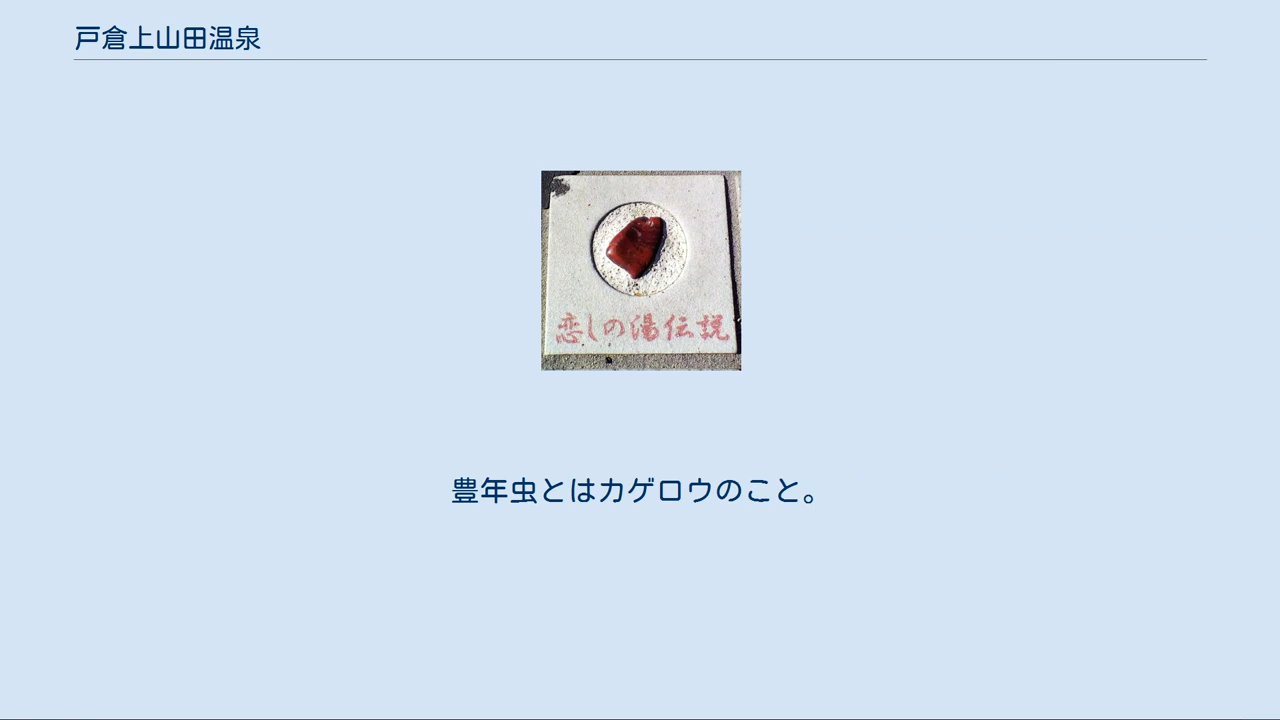 戸倉上山田温泉
恋しの湯伝説
豊年虫とはカゲロウのこと。